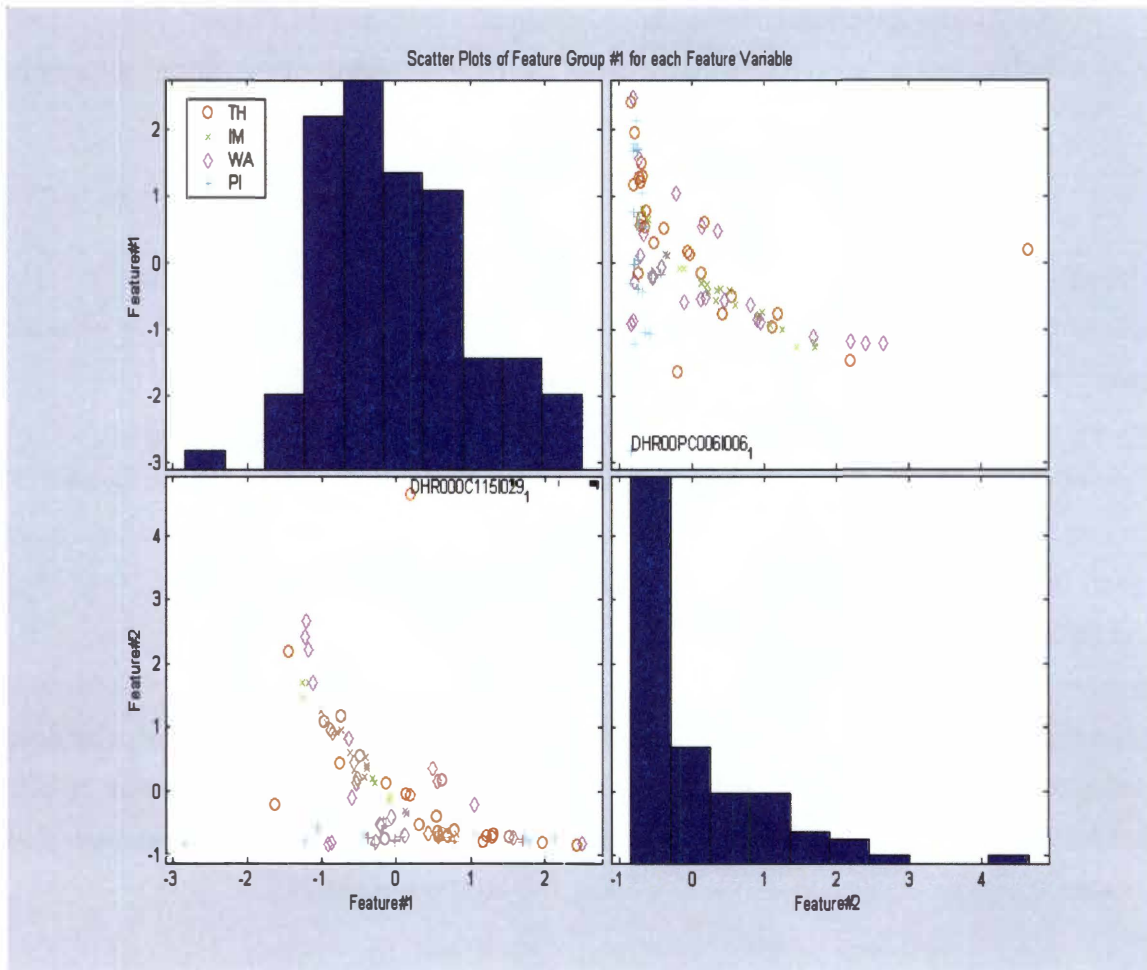 Scatter Plots of Feature Group #1 for each Feature Variable
TH
IM
WA
PI
Feature#1
2
1
0
-1
-2
-3
DHR00PC006I006₁
DHR000C115I029₁
Feature#2
4
3
2
1
0
-1
-3
-2
-1
0
1
2
Feature#1
-1
0
1
2
3
4
Feature#2